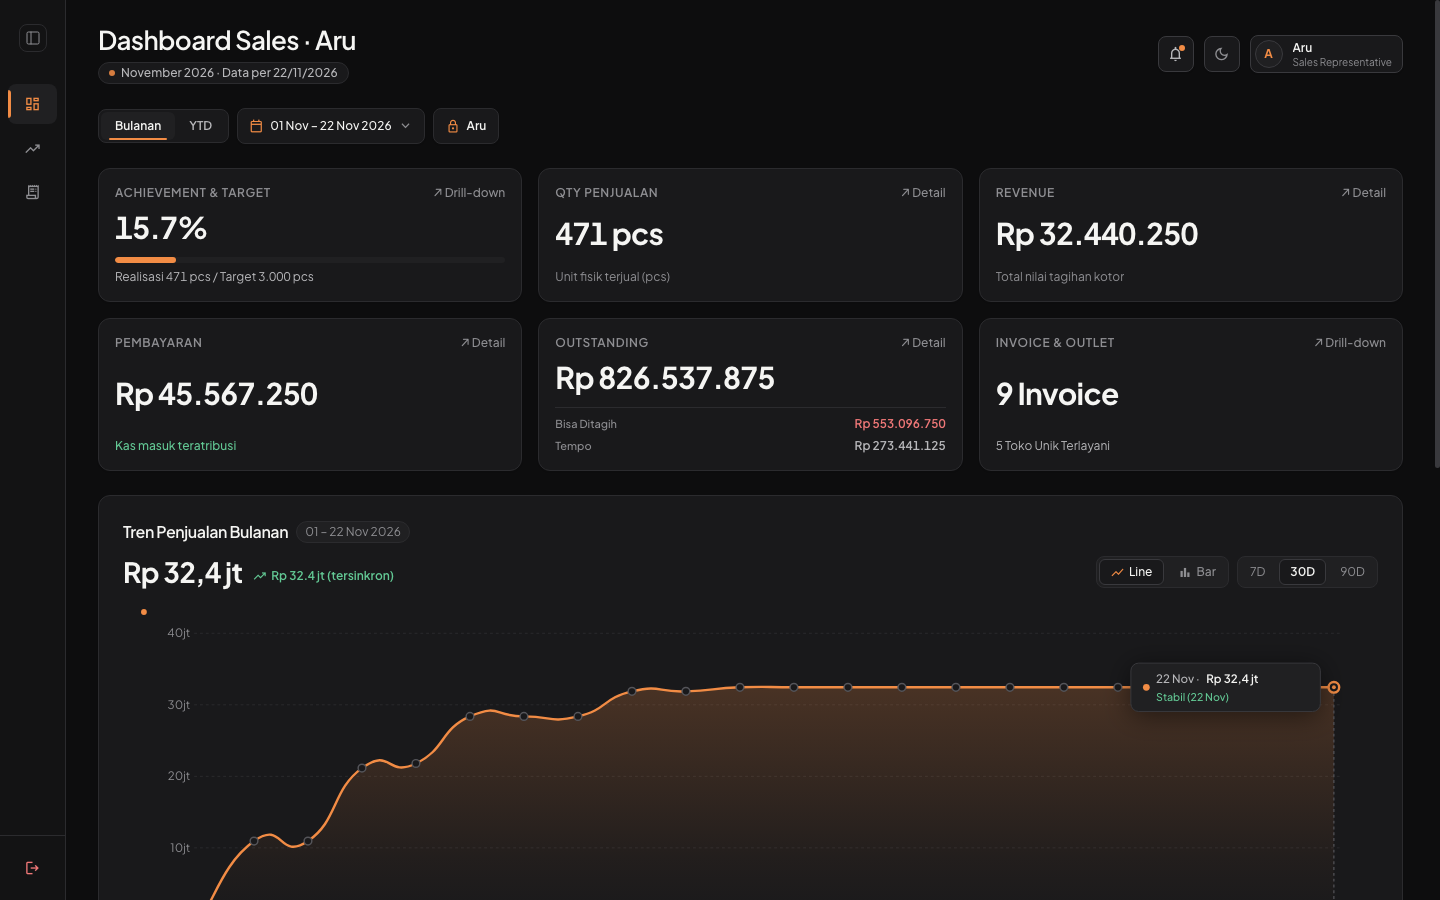 Dashboard Sales · Aru
November 2026 · Data per 22/11/2026
A
Aru
Sales Representative
Bulanan
YTD
01 Nov – 22 Nov 2026
Aru
ACHIEVEMENT & TARGET
Drill-down
15.7%
Realisasi 471 pcs / Target 3.000 pcs
QTY PENJUALAN
Detail
471 pcs
Unit fisik terjual (pcs)
REVENUE
Detail
Rp 32.440.250
Total nilai tagihan kotor
PEMBAYARAN
Detail
Rp 45.567.250
Kas masuk teratribusi
OUTSTANDING
Detail
Rp 826.537.875
Bisa Ditagih
Rp 553.096.750
Tempo
Rp 273.441.125
INVOICE & OUTLET
Drill-down
9 Invoice
5 Toko Unik Terlayani
Tren Penjualan Bulanan
01 – 22 Nov 2026
Rp 32,4 jt
Rp 32.4 jt (tersinkron)
Line
Bar
7D
30D
90D
40jt
30jt
20jt
10jt
22 Nov · Rp 32,4 jt
Stabil (22 Nov)